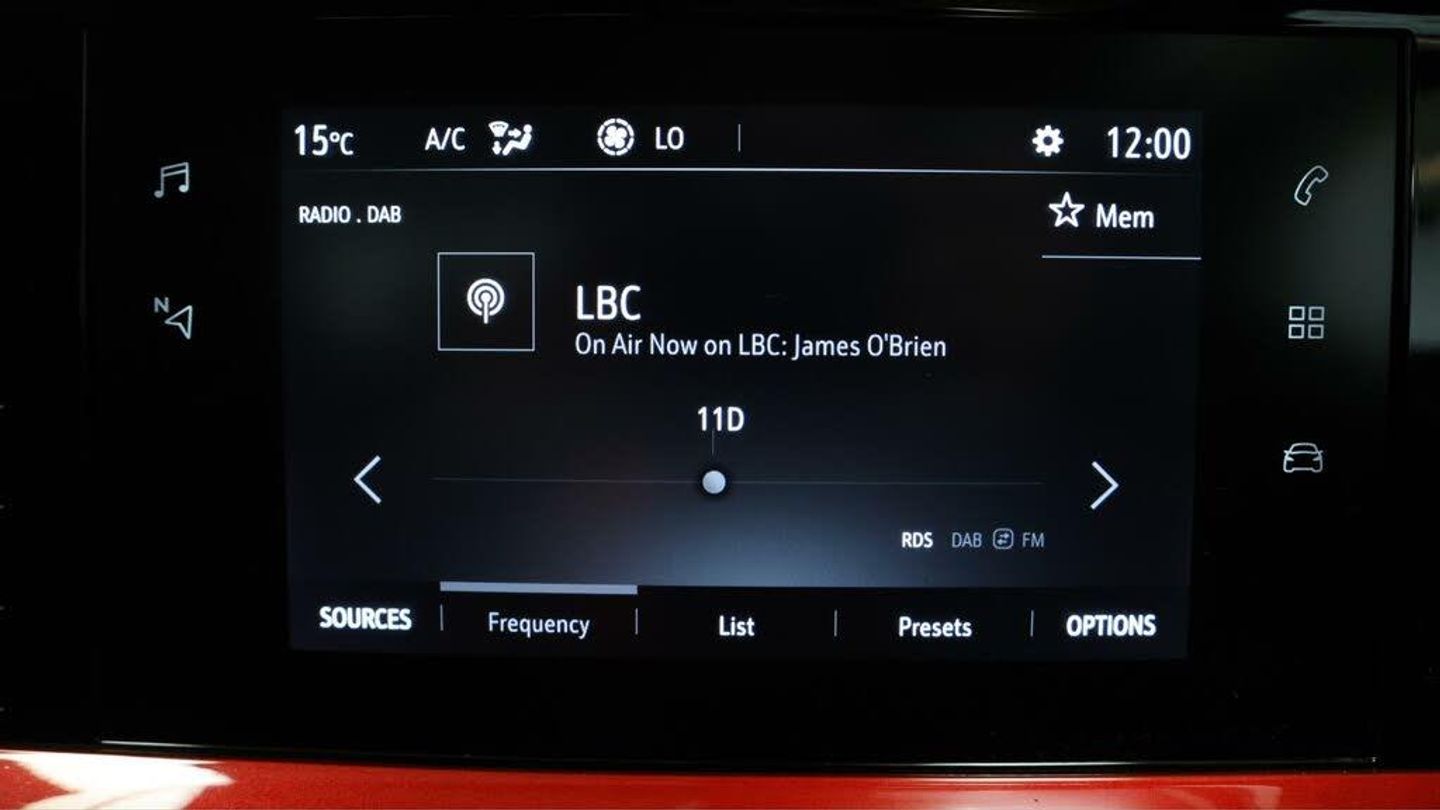 15°C A/C LO 12:00
RADIO . DAB
Mem
N
LBC
On Air Now on LBC: James O'Brien
11D
RDS DAB FM
SOURCES Frequency List Presets OPTIONS